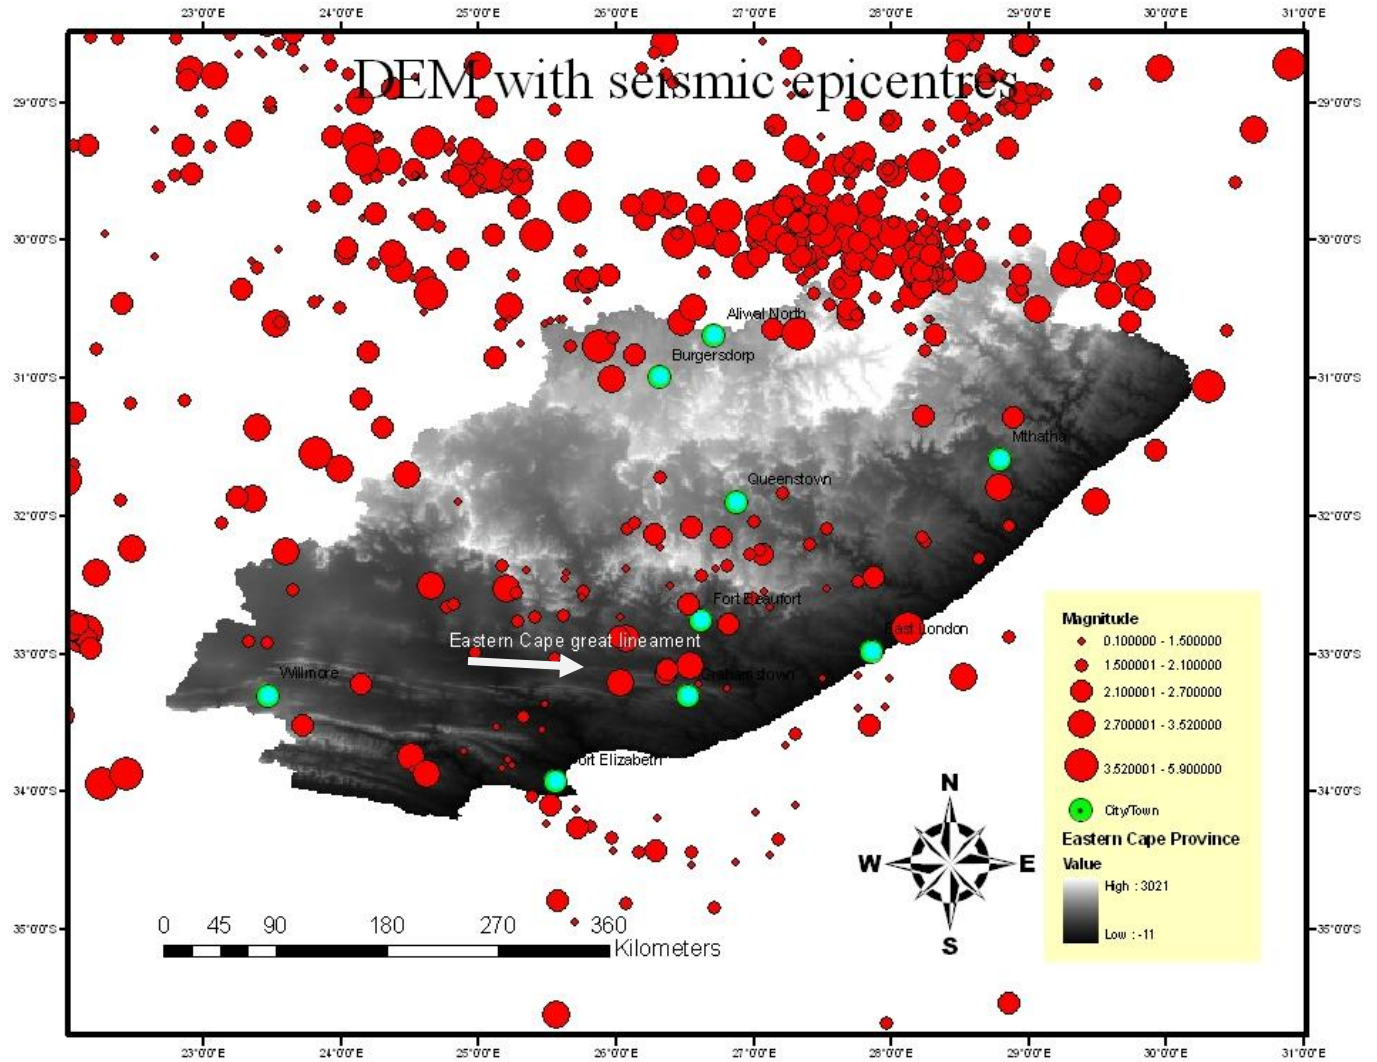 23°0'0"E 24°0'0"E 25°0'0"E 26°0'0"E 27°0'0"E 28°0'0"E 29°0'0"E 30°0'0"E 31°0'0"E
DEM with seismic epicentres
29°0'0"S 29°0'0"S
30°0'0"S 30°0'0"S
Aliwal North
Burgersdorp
31°0'0"S 31°0'0"S
Mthatha
Queenstown
32°0'0"S 32°0'0"S
Fort Beaufort
East London
Eastern Cape great lineament
33°0'0"S 33°0'0"S
Willmore
Grahamstown
Port Elizabeth
34°0'0"S 34°0'0"S
35°0'0"S 35°0'0"S
Magnitude
0.100000 - 1.500000
1.500001 - 2.100000
2.100001 - 2.700000
2.700001 - 3.520000
3.520001 - 5.900000
City/Town
Eastern Cape Province
Value
High : 3021
Low : -11
N
W E
S
0 45 90 180 270 360
Kilometers
23°0'0"E 24°0'0"E 25°0'0"E 26°0'0"E 27°0'0"E 28°0'0"E 29°0'0"E 30°0'0"E 31°0'0"E